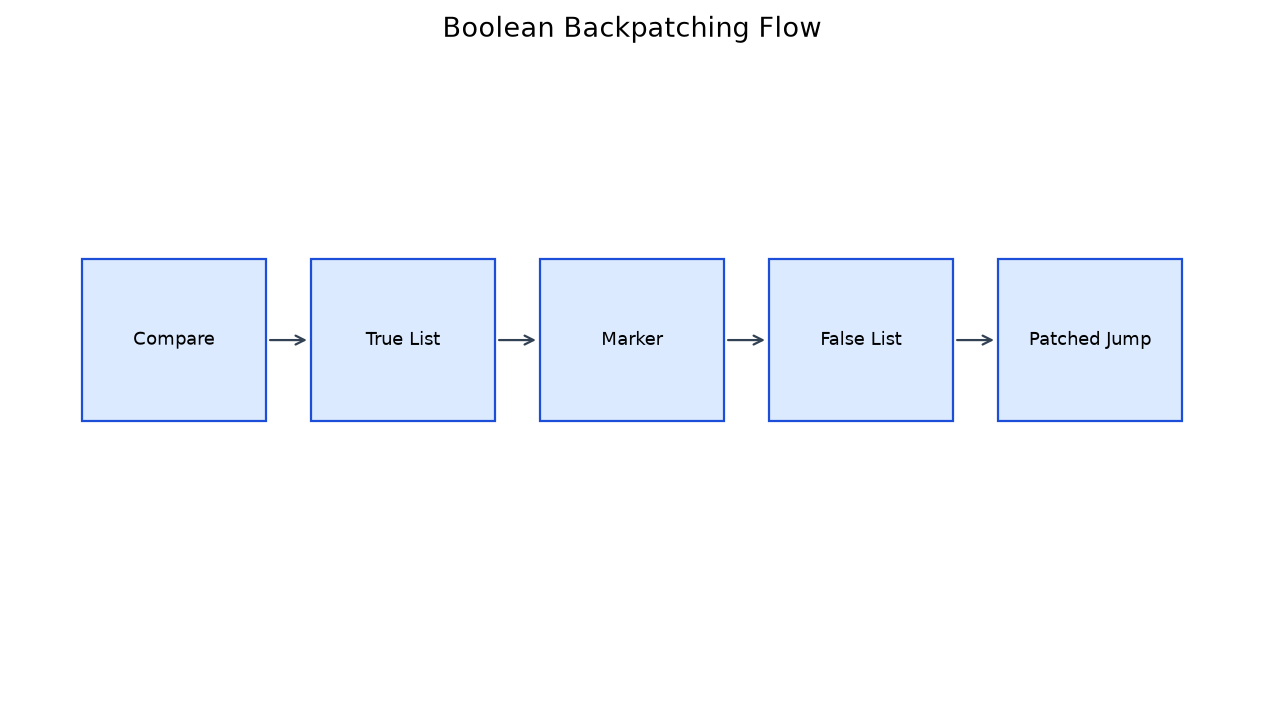 Boolean Backpatching Flow
Compare
True List
Marker
False List
Patched Jump